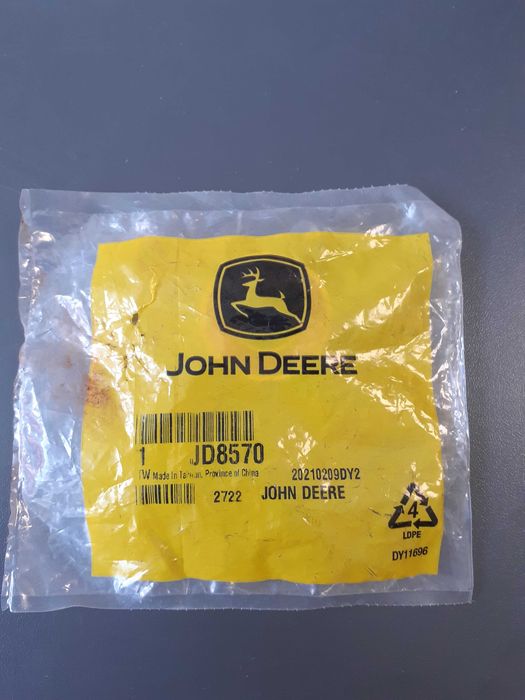 JOHN DEERE
1 JD8570
TW Made In Taiwan, Province of China 20210209DY2
2722 JOHN DEERE
4
LDPE
DY11696